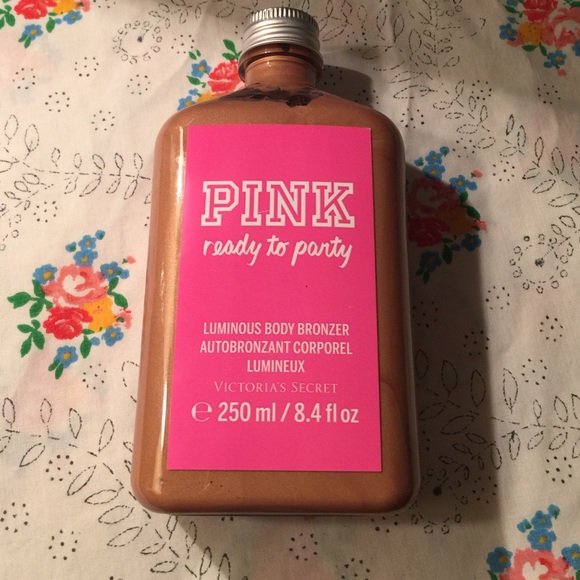 PINK
ready to party
LUMINOUS BODY BRONZER
AUTOBRONZANT CORPOREL
LUMINEUX
VICTORIA'S SECRET
℮ 250 ml / 8.4 fl oz